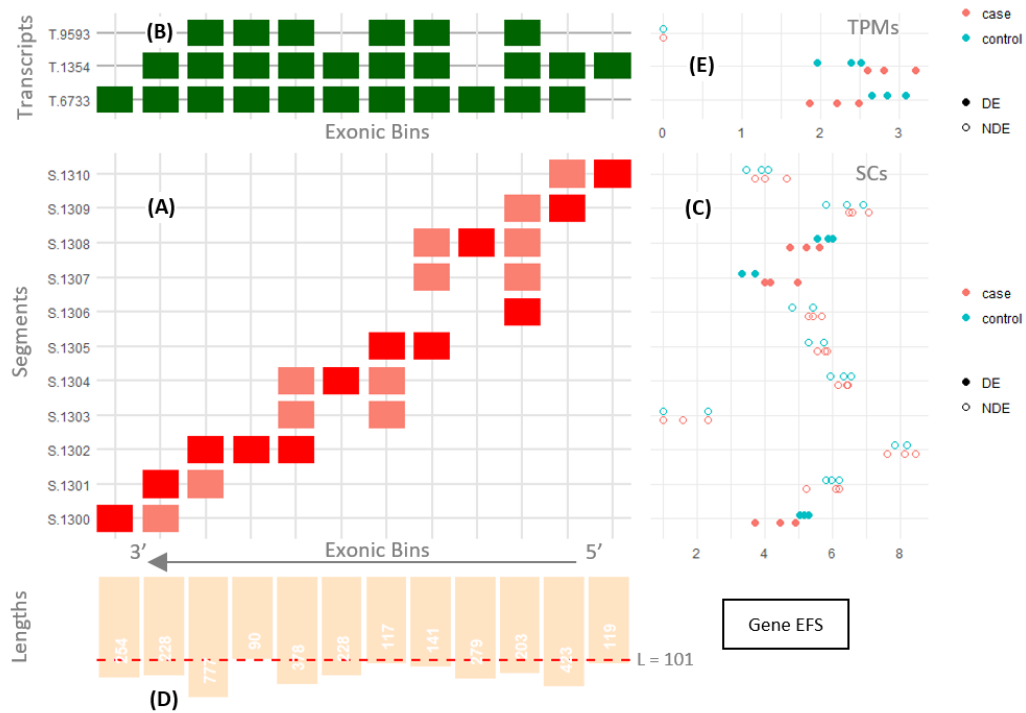 (B)
TPMs
case
control
T.9593
T.1354
T.6733
Transcripts
(E)
DE
NDE
0 1 2 3
Exonic Bins
S.1310
S.1309
S.1308
S.1307
S.1306
S.1305
S.1304
S.1303
S.1302
S.1301
S.1300
Segments
(A)
SCs
(C)
case
control
DE
NDE
2 4 6 8
3’ Exonic Bins 5’
Lengths
228 777 90 378 228 117 141 279 203 423 119
L = 101
(D)
Gene EFS